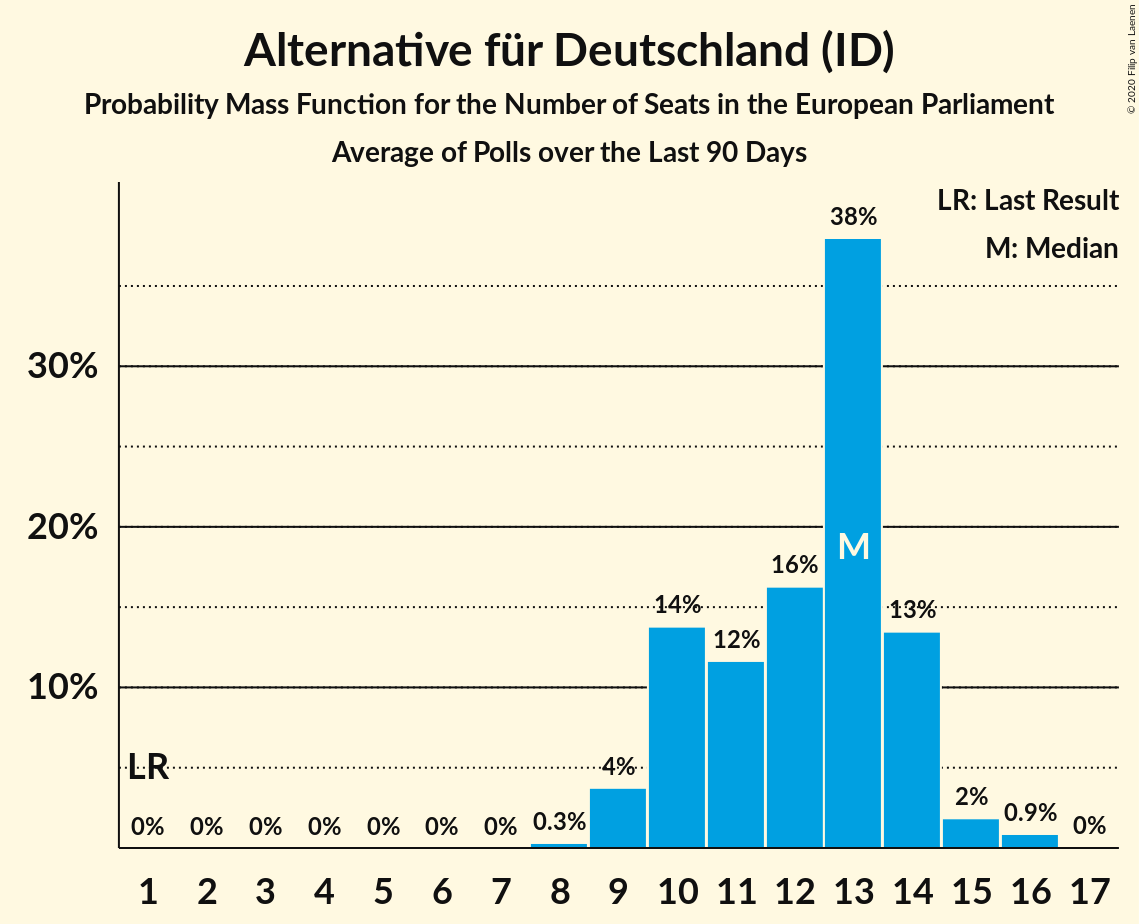 Alternative für Deutschland (ID)
Probability Mass Function for the Number of Seats in the European Parliament
Average of Polls over the Last 90 Days
© 2020 Filip van Laenen
LR: Last Result
M: Median
38%
30%
20%
M
16%
14%
13%
12%
10%
LR
4%
2%
0% 0% 0% 0% 0% 0% 0% 0.3% 0.9% 0%
1 2 3 4 5 6 7 8 9 10 11 12 13 14 15 16 17